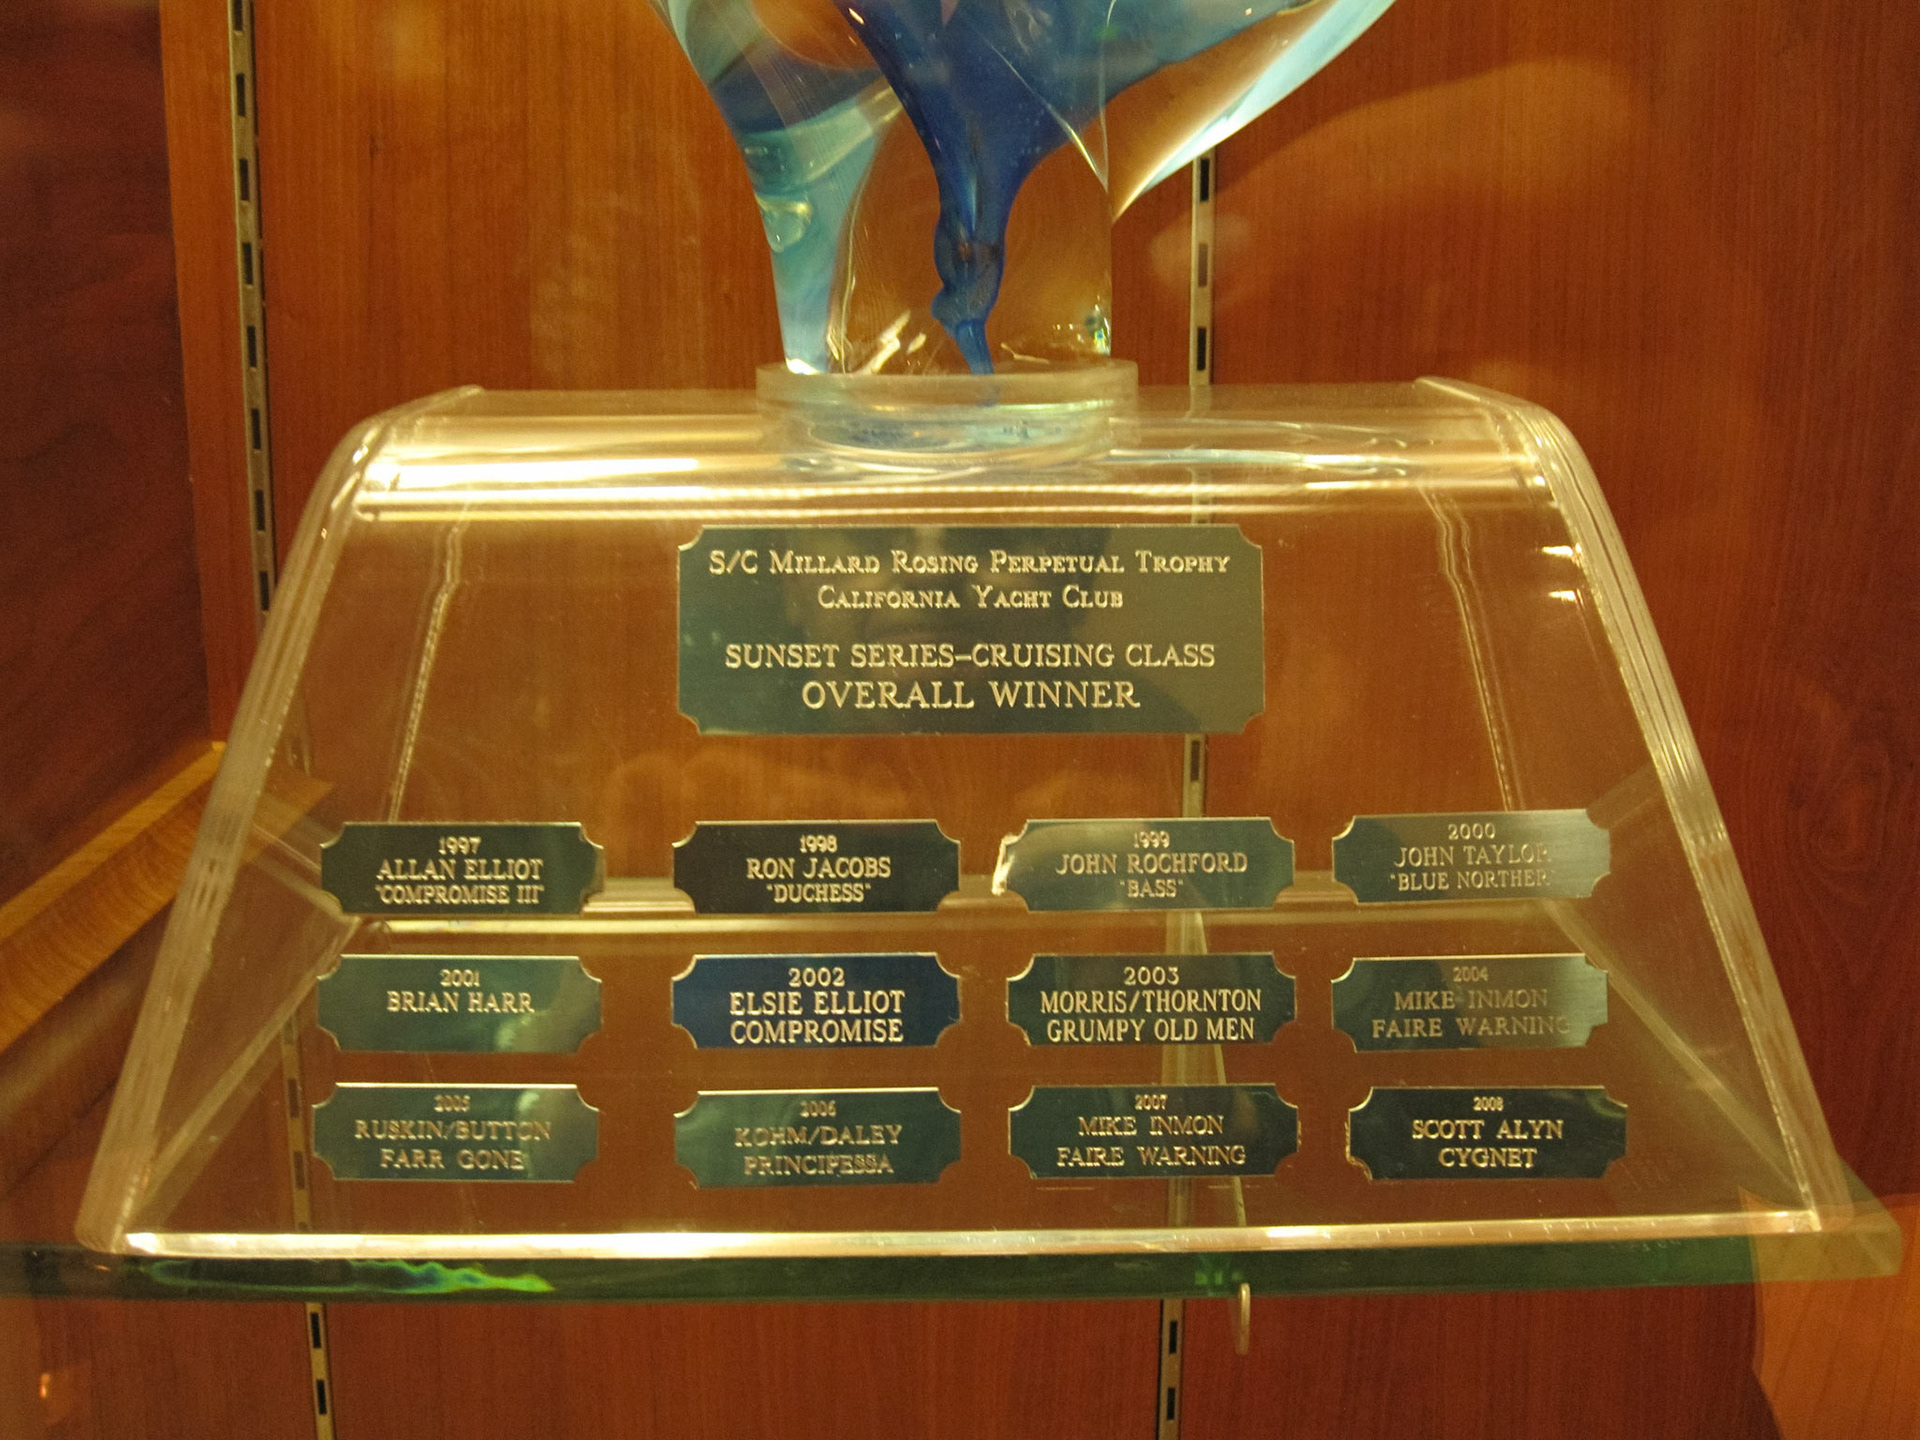 S/C MILLARD ROSING PERPETUAL TROPHY
CALIFORNIA YACHT CLUB
SUNSET SERIES–CRUISING CLASS
OVERALL WINNER
1997
ALLAN ELLIOT
"COMPROMISE III"
1998
RON JACOBS
"DUCHESS"
1999
JOHN ROCHFORD
"BASS"
2000
JOHN TAYLOR
"BLUE NORTHER"
2001
BRIAN HARR
2002
ELSIE ELLIOT
COMPROMISE
2003
MORRIS/THORNTON
GRUMPY OLD MEN
2004
MIKE INMON
FAIRE WARNING
2005
RUSKIN/BUTTON
FARR GONE
2006
KOHM/DALEY
PRINCIPESSA
2007
MIKE INMON
FAIRE WARNING
2008
SCOTT ALYN
CYGNET